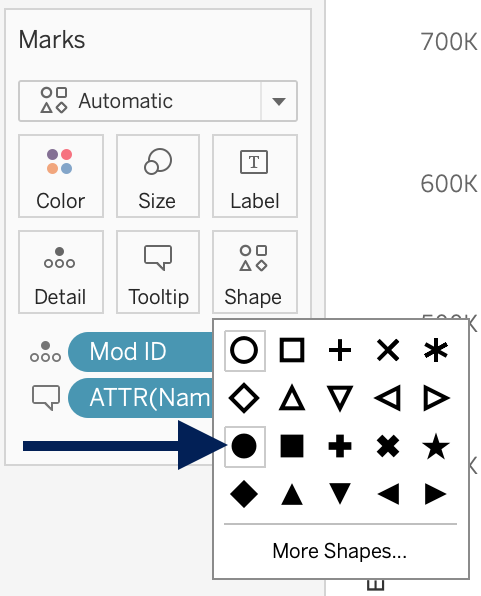 Marks
700K
Automatic
600K
Color Size Label
T
Detail Tooltip Shape
Mod ID
ATTR(Nam
More Shapes...